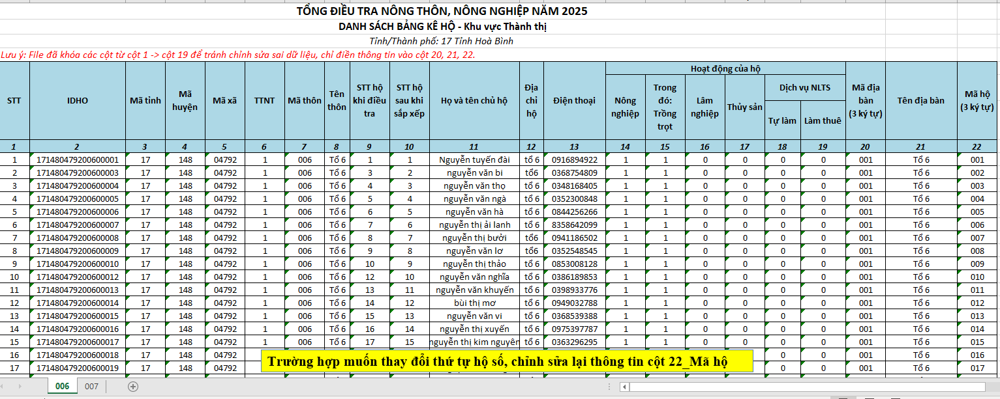 TỔNG ĐIỀU TRA NÔNG THÔN, NÔNG NGHIỆP NĂM 2025
DANH SÁCH BẢNG KÊ HỘ - Khu vực Thành thị
Tỉnh/Thành phố: 17 Tỉnh Hoà Bình
Lưu ý: File đã khóa các cột từ cột 1 -> cột 19 để tránh chỉnh sửa sai dữ liệu, chỉ điền thông tin vào cột 20, 21, 22.
STT IDHO Mã tỉnh Mã huyện Mã xã TTNT Mã thôn Tên thôn STT hộ khi điều tra STT hộ sau khi sắp xếp Họ và tên chủ hộ Địa chỉ hộ Điện thoại Hoạt động của hộ Nông nghiệp Trong đó: Trồng trọt Lâm nghiệp Thủy sản Dịch vụ NLTS Tự làm Làm thuê Mã địa bàn (3 ký tự) Tên địa bàn Mã hộ (3 ký tự)
1 2 3 4 5 6 7 8 9 10 11 12 13 14 15 16 17 18 19 20 21 22
1 171480479200600001 17 148 04792 1 006 Tổ 6 1 1 Nguyễn tuyến đài tổ 6 0916894922 1 1 0 0 0 0 001 Tổ 6 001
2 171480479200600003 17 148 04792 1 006 Tổ 6 3 2 nguyễn văn bi tổ6 0368754809 1 1 0 0 0 0 001 Tổ 6 002
3 171480479200600004 17 148 04792 1 006 Tổ 6 4 3 nguyễn văn thọ tổ 6 0348168405 1 1 0 0 0 0 001 Tổ 6 003
4 171480479200600005 17 148 04792 1 006 Tổ 6 5 4 nguyễn văn ngà tổ 6 0352300848 1 1 0 0 0 0 001 Tổ 6 004
5 171480479200600006 17 148 04792 1 006 Tổ 6 6 5 nguyễn văn hà tổ 6 0844256266 1 1 0 0 0 0 001 Tổ 6 005
6 171480479200600007 17 148 04792 1 006 Tổ 6 7 6 nguyễn thị ải lanh tổ 6 8358642099 1 1 0 0 0 0 001 Tổ 6 006
7 171480479200600008 17 148 04792 1 006 Tổ 6 8 7 nguyễn thị bưởi tổ6 0941186502 1 1 0 0 0 0 001 Tổ 6 007
8 171480479200600009 17 148 04792 1 006 Tổ 6 9 8 nguyễn văn lơ tổ6 0352548545 1 1 0 0 0 0 001 Tổ 6 008
9 171480479200600010 17 148 04792 1 006 Tổ 6 10 9 nguyễn thị thảo tổ 6 0853008128 1 1 0 0 0 0 001 Tổ 6 009
10 171480479200600012 17 148 04792 1 006 Tổ 6 12 10 nguyễn văn nghĩa tổ 6 0386189853 1 1 0 0 0 0 001 Tổ 6 010
11 171480479200600013 17 148 04792 1 006 Tổ 6 13 11 nguyễn văn khuyến tổ 6 0398933776 1 1 0 0 0 0 001 Tổ 6 011
12 171480479200600014 17 148 04792 1 006 Tổ 6 14 12 bùi thị mơ tổ 6 0949032788 1 1 0 0 0 0 001 Tổ 6 012
13 171480479200600015 17 148 04792 1 006 Tổ 6 15 13 nguyễn văn vi tổ 6 0368539388 1 1 0 0 0 0 001 Tổ 6 013
14 171480479200600016 17 148 04792 1 006 Tổ 6 16 14 nguyễn thị xuyến tổ 6 0975397787 1 1 0 0 0 0 001 Tổ 6 014
15 171480479200600017 17 148 04792 1 006 Tổ 6 17 15 nguyễn thị kim nguyên tổ 6 0363296295 1 1 0 0 0 0 001 Tổ 6 015
16 171480479200600018 17 148 04792 0 0 001 Tổ 6 016
17 171480479200600019 17 148 04792 0 0 001 Tổ 6 017
Trường hợp muốn thay đổi thứ tự hộ số, chỉnh sửa lại thông tin cột 22_Mã hộ
006 007